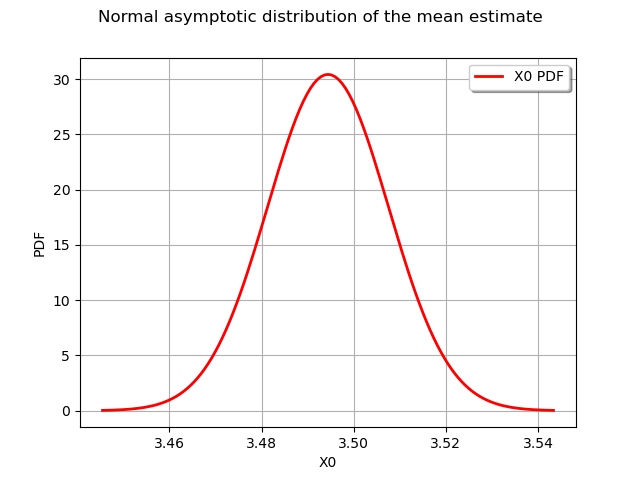 Normal asymptotic distribution of the mean estimate
X0 PDF
30
25
20
15
10
5
0
PDF
3.46 3.48 3.50 3.52 3.54
X0